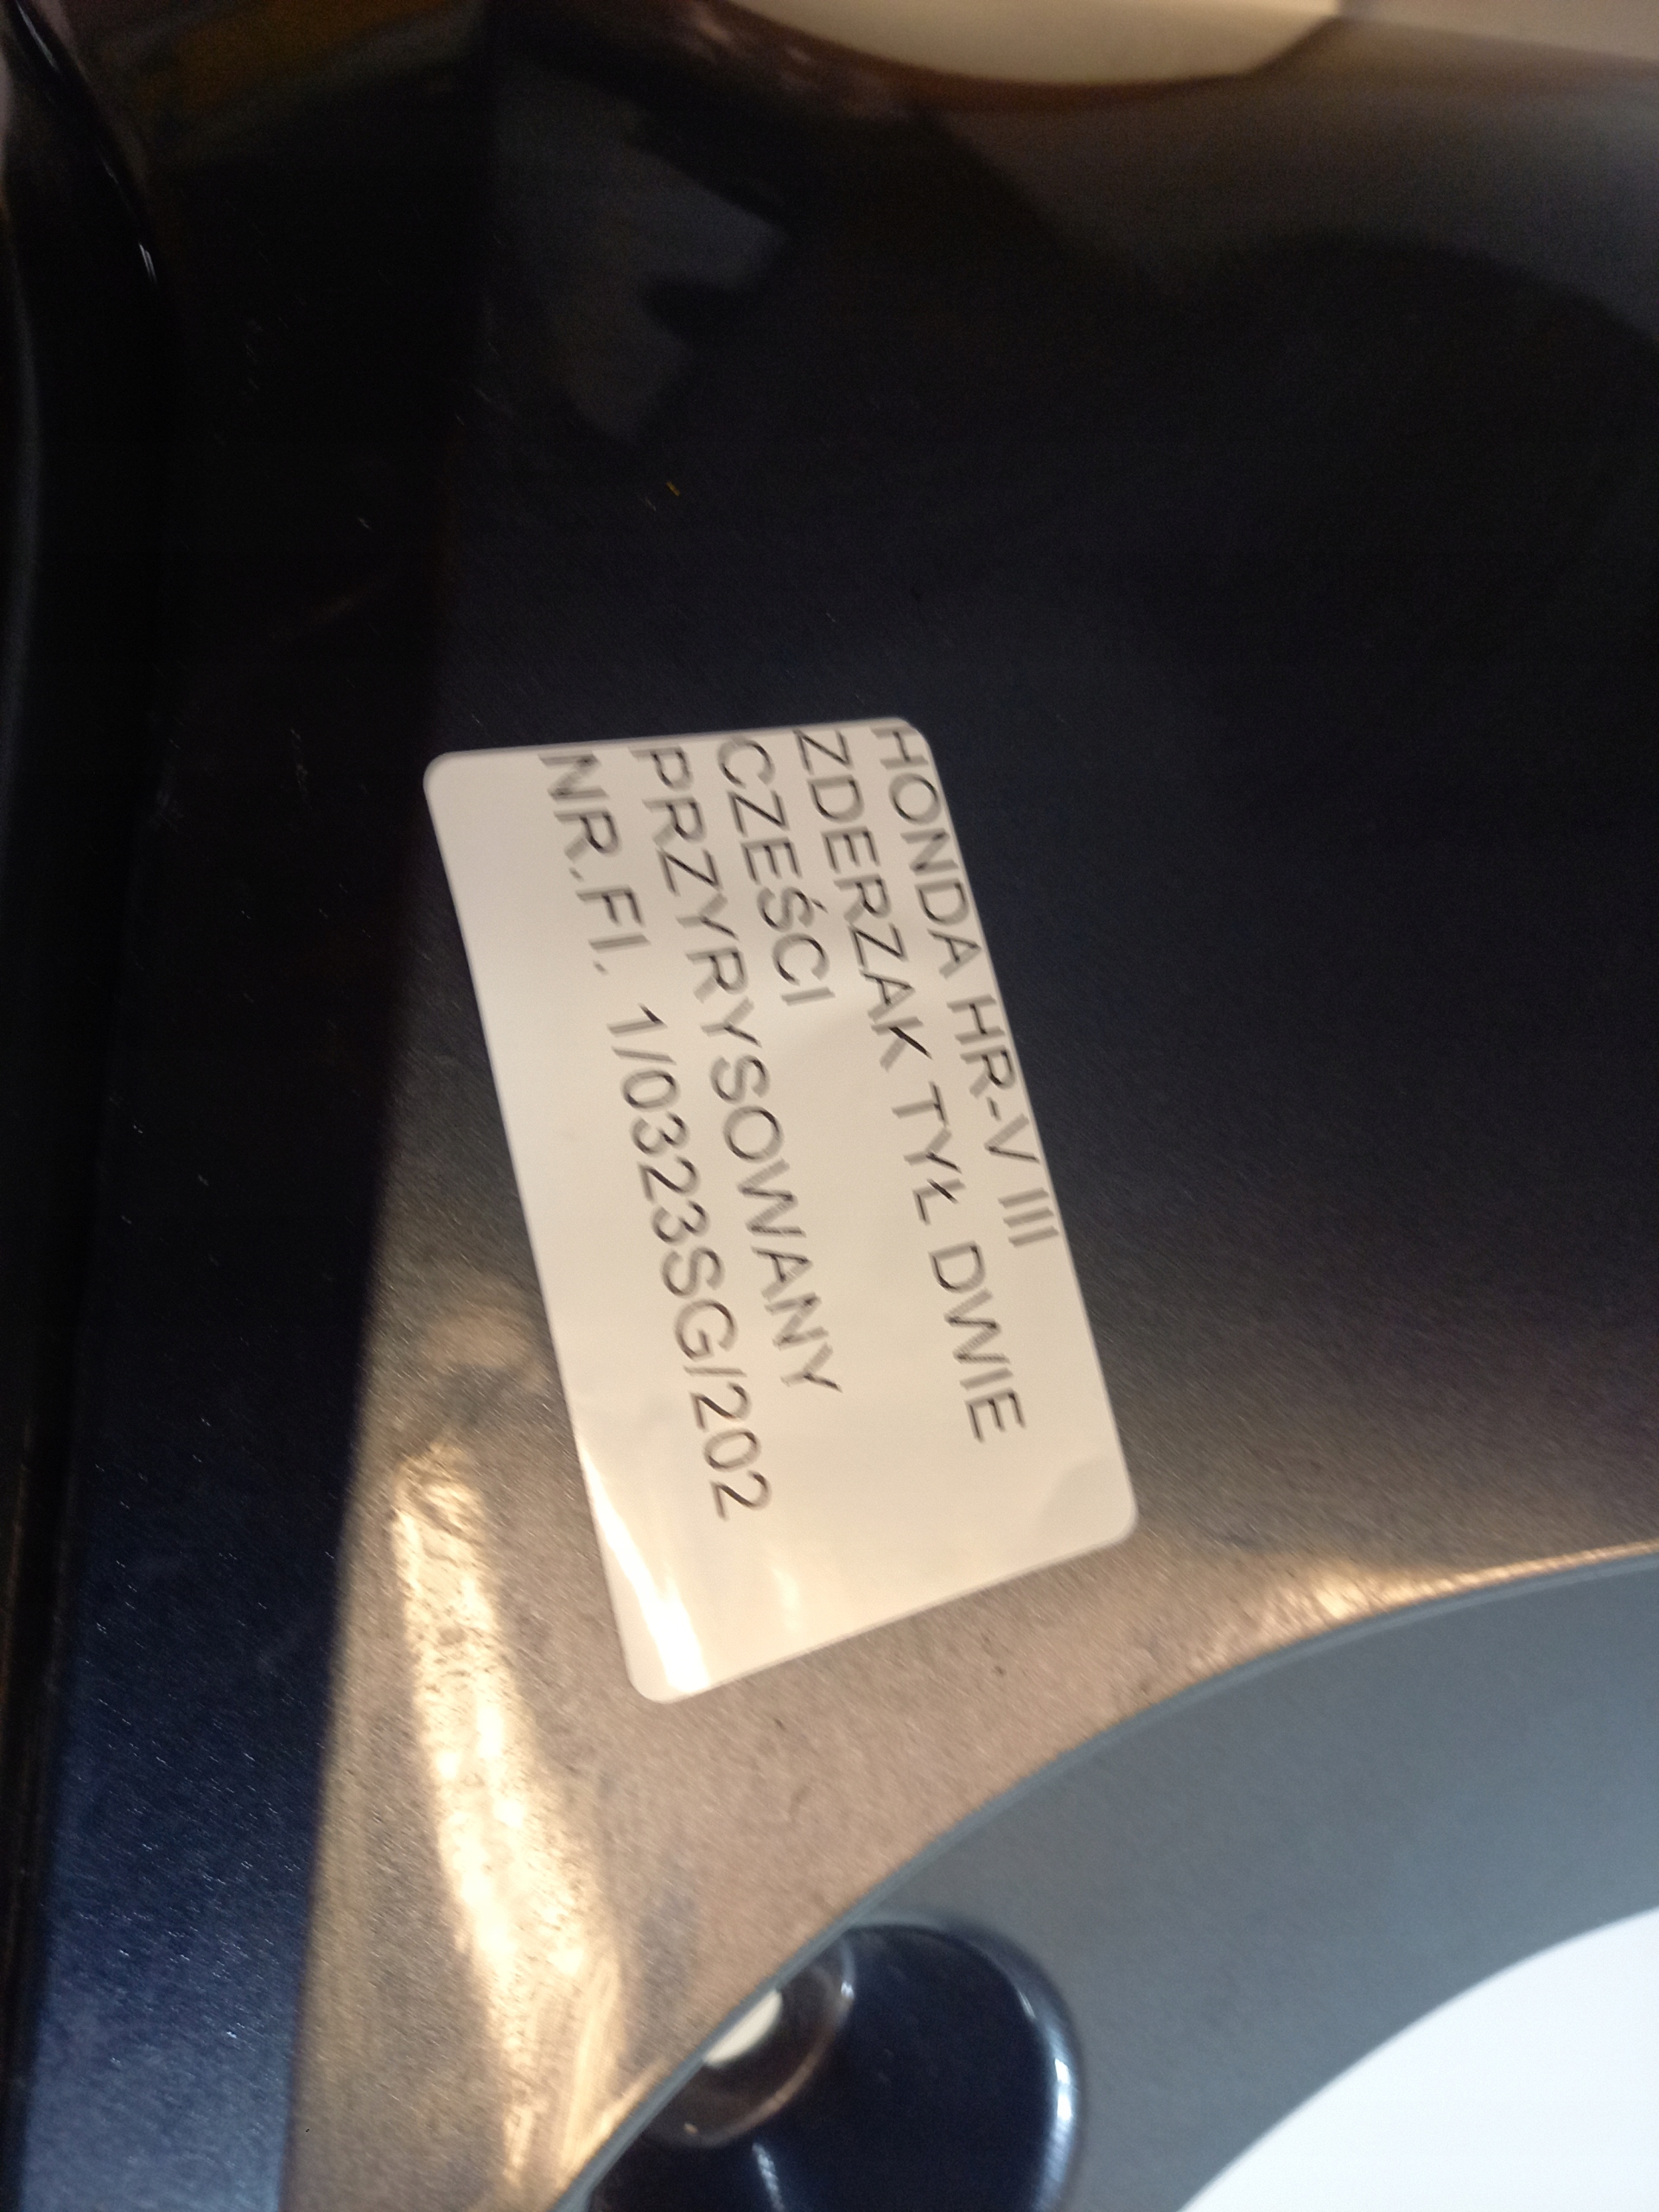 HONDA HR-V III
ZDERZAK TYŁ DWIE
CZEŚCI
PRZYRYSOWANY
NR.FI. 1/0323SG/202